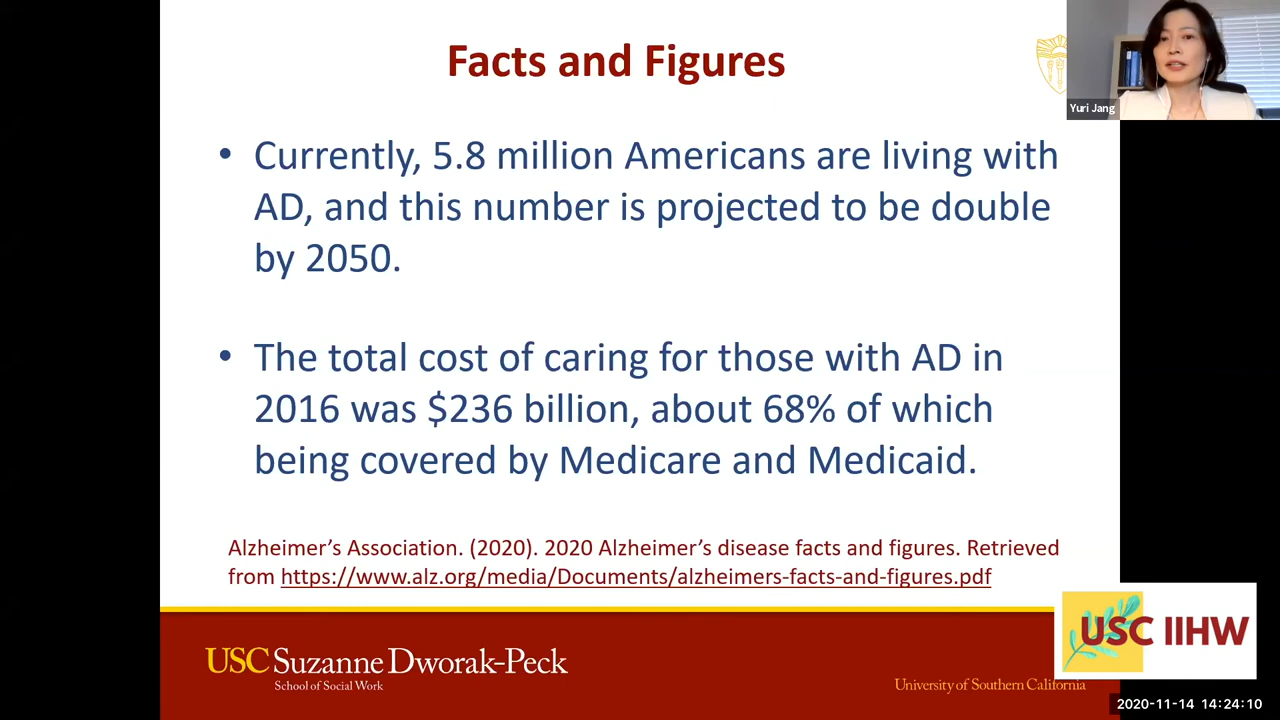 Facts and Figures
Yuri Jang
• Currently, 5.8 million Americans are living with
AD, and this number is projected to be double
by 2050.
• The total cost of caring for those with AD in
2016 was $236 billion, about 68% of which
being covered by Medicare and Medicaid.
Alzheimer’s Association. (2020). 2020 Alzheimer’s disease facts and figures. Retrieved
from https://www.alz.org/media/Documents/alzheimers-facts-and-figures.pdf
USC IIHW
USC Suzanne Dworak-Peck
School of Social Work
University of Southern California
2020-11-14 14:24:10